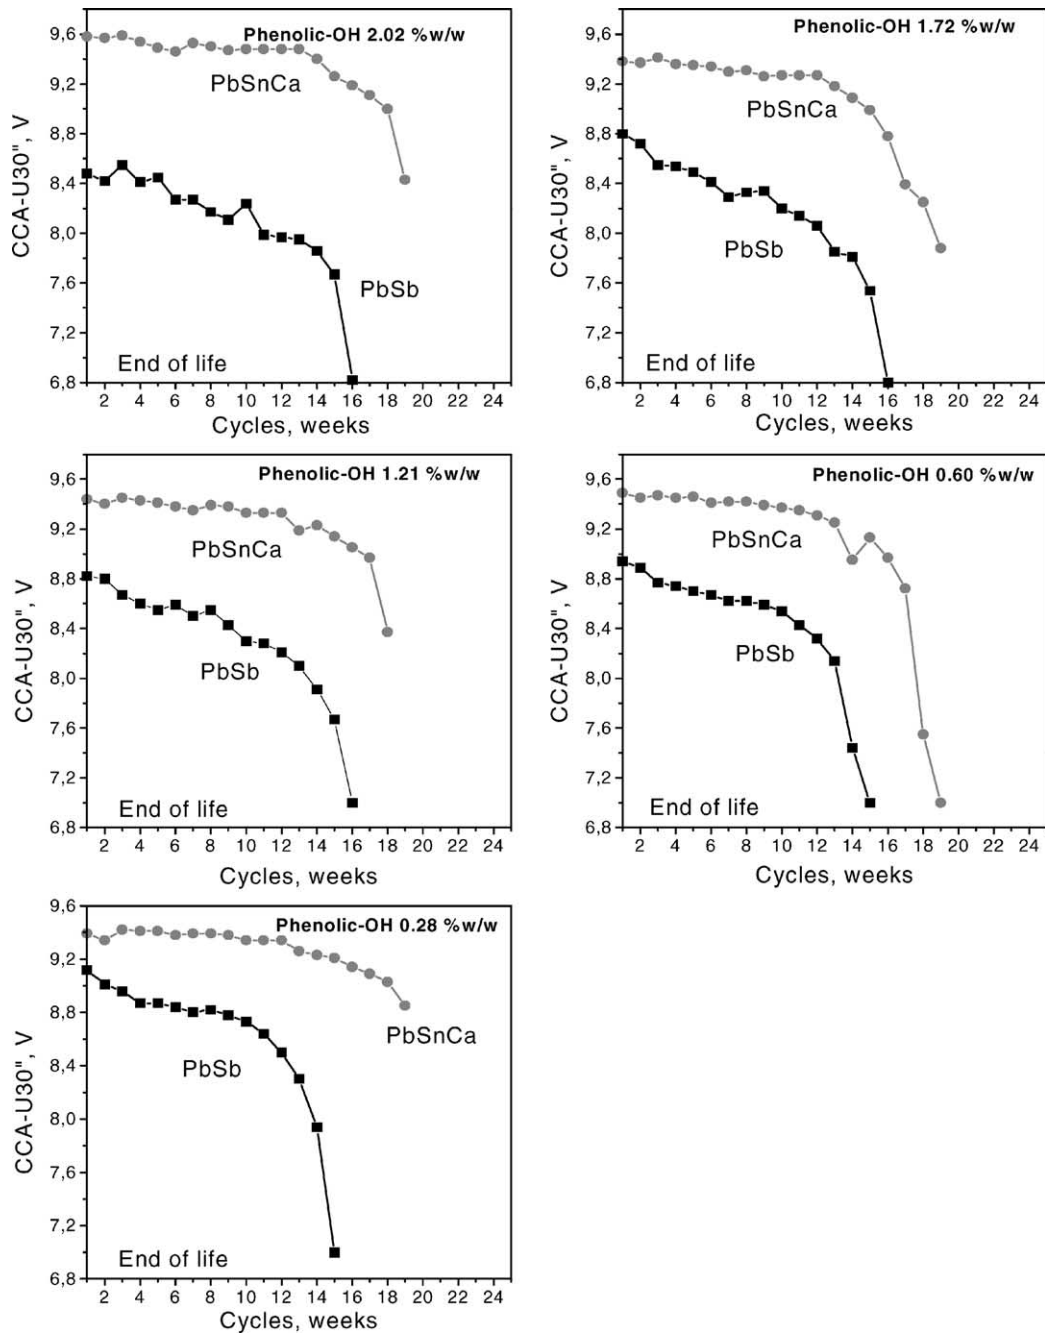 Phenolic-OH 2.02 %w/w
PbSnCa
PbSb
End of life
CCA-U30", V
9,6
9,2
8,8
8,4
8,0
7,6
7,2
6,8
2 4 6 8 10 12 14 16 18 20 22 24
Cycles, weeks
Phenolic-OH 1.72 %w/w
PbSnCa
PbSb
End of life
CCA-U30", V
9,6
9,2
8,8
8,4
8,0
7,6
7,2
6,8
2 4 6 8 10 12 14 16 18 20 22 24
Cycles, weeks
Phenolic-OH 1.21 %w/w
PbSnCa
PbSb
End of life
CCA-U30", V
9,6
9,2
8,8
8,4
8,0
7,6
7,2
6,8
2 4 6 8 10 12 14 16 18 20 22 24
Cycles, weeks
Phenolic-OH 0.60 %w/w
PbSnCa
PbSb
End of life
CCA-U30", V
9,6
9,2
8,8
8,4
8,0
7,6
7,2
6,8
2 4 6 8 10 12 14 16 18 20 22 24
Cycles, weeks
Phenolic-OH 0.28 %w/w
PbSnCa
PbSb
End of life
CCA-U30", V
9,6
9,2
8,8
8,4
8,0
7,6
7,2
6,8
2 4 6 8 10 12 14 16 18 20 22 24
Cycles, weeks